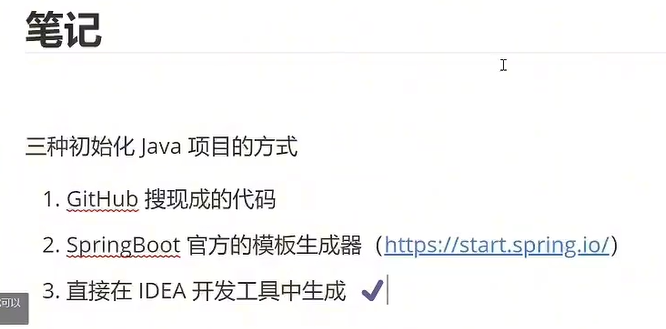 笔记
三种初始化 Java 项目的方式
1. GitHub 搜现成的代码
2. SpringBoot 官方的模板生成器（https://start.spring.io/）
3. 直接在 IDEA 开发工具中生成 ✔
可以